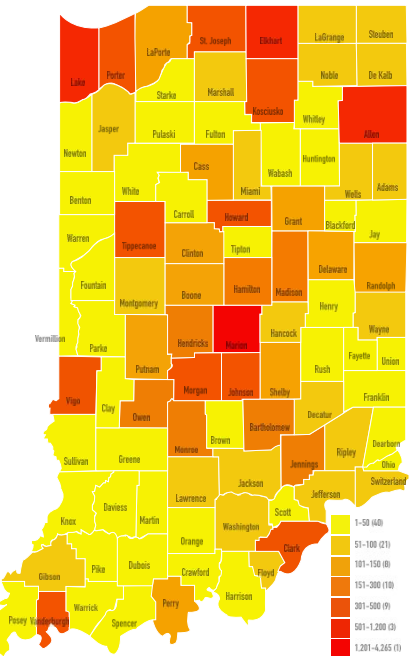 St. Joseph
Elkhart
LaGrange
Steuben
LaPorte
Lake
Porter
Noble
De Kalb
Marshall
Starke
Kosciusko
Whitley
Allen
Jasper
Pulaski
Fulton
Newton
Cass
Wabash
Huntington
White
Miami
Wells
Adams
Benton
Carroll
Howard
Grant
Blackford
Jay
Warren
Tippecanoe
Clinton
Tipton
Delaware
Fountain
Boone
Hamilton
Madison
Randolph
Montgomery
Henry
Vermillion
Parke
Hendricks
Marion
Hancock
Wayne
Putnam
Rush
Fayette
Union
Vigo
Clay
Owen
Morgan
Johnson
Shelby
Franklin
Decatur
Bartholomew
Brown
Monroe
Dearborn
Sullivan
Greene
Jennings
Ripley
Ohio
Switzerland
Jackson
Lawrence
Jefferson
Knox
Daviess
Martin
Scott
Washington
Orange
Clark
Gibson
Pike
Dubois
Crawford
Floyd
Harrison
Posey
Vanderburgh
Warrick
Spencer
Perry
1-50 (40)
51-100 (21)
101-150 (8)
151-300 (10)
301-500 (9)
501-1,200 (3)
1,201-4,265 (1)